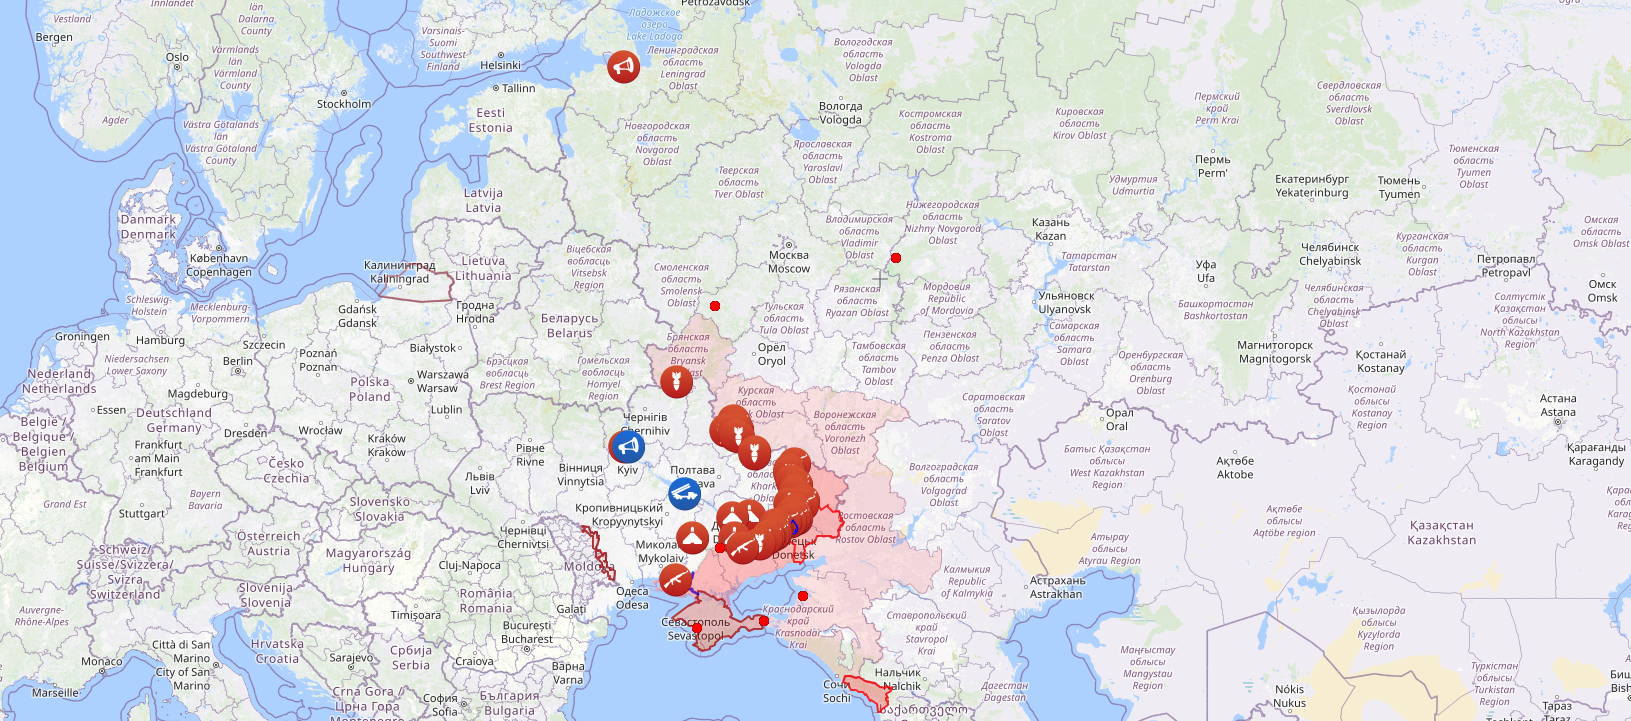 Innlandet
Dalarna
County
län
Petrozavodsk
Vestland
Ладожское
озеро
Lake Ladoga
Bergen
Oslo
Värmlands
län
Värmland
County
Varsinais-
Suomi
Southwest
Finland
Helsinki
Ленинградская
область
Leningrad
Oblast
Вологодская
область
Vologda
Oblast
Tallinn
Stockholm
Agder
Västra Götalands
län
Västra Götaland
County
Eesti
Estonia
Новгородская
область
Novgorod
Oblast
Вологда
Vologda
Костромская
область
Kostroma
Oblast
Кировская
область
Kirov Oblast
Пермский
край
Perm Krai
Свердловская
область
Sverdlovsk
Oblast
Ярославская
область
Yaroslavl
Oblast
Тверская
область
Tver Oblast
Пермь
Perm'
Тюменская
область
Tyumen
Oblast
Екатеринбург
Yekaterinburg
Тюмень
Tyumen
Удмуртия
Udmurtia
Latvija
Latvia
Danmark
Denmark
København
Copenhagen
Владимирская
область
Vladimir
Oblast
Нижегородская
область
Nizhny Novgorod
Oblast
Казань
Kazan
Омская
область
Omsk Oblast
Москва
Moscow
Татарстан
Tatarstan
Уфа
Ufa
Челябинск
Chelyabinsk
Курганская
область
Kurgan
Oblast
Петропавл
Petropavl
Калининград
Kaliningrad
Lietuva
Lithuania
Віцебская
вобласць
Vitsebsk
Region
Смоленская
область
Smolensk
Oblast
Schleswig-
Holstein
Mecklenburg-
Vorpommern
Gdańsk
Gdansk
Гродна
Hrodna
Беларусь
Belarus
Тульская
область
Tula Oblast
Рязанская
область
Ryazan Oblast
Мордовия
Republic
of Mordovia
Ульяновск
Ulyanovsk
Башкортостан
Bashkortostan
Челябинская
область
Chelyabinsk
Oblast
Омск
Omsk
Солтүстік
Қазақстан
облысы
North Kazakhstan
Region
Groningen
Hamburg
Szczecin
Białystok
Брянская
область
Bryansk
Орёл
Oryol
Тамбовская
область
Tambov
Oblast
Пензенская
область
Penza Oblast
Самарская
область
Samara
Oblast
Оренбургская
область
Orenburg
Oblast
Магнитогорск
Magnitogorsk
Қостанай
Kostanay
Niedersachsen
Lower Saxony
Berlin
Poznań
Poznan
Nederland
Netherlands
Magdeburg
Polska
Poland
Warszawa
Warsaw
Брэсцкая
вобласць
Brest Region
Гомельская
вобласць
Homyel
Region
Курская
Oblast
Воронежская
область
Voronezh
Oblast
Саратовская
область
Saratov
Oblast
Орал
Oral
Қостанай
облысы
Kostanay
Region
Астана
Astana
Essen
Deutschland
Germany
Lublin
Чернігів
Chernihiv
België /
Belgique /
Belgien
Belgium
Dresden
Wrocław
Frankfurt
am Main
Frankfurt
Kraków
Krakow
Рівне
Rivne
Kyiv
Česko
Czechia
Львів
Lviv
Вінниця
Vinnytsia
Полтава
Волгоградская
область
Volgograd
Oblast
Батыс Қазақстан
облысы
West Kazakhstan
Region
Ақтөбе
Aktobe
Қарағанды
Karagandy
Grand Est
Bayern
Bavaria
Stuttgart
Slovensko
Slovakia
Кропивницький
Kropyvnytskyi
Ростовская
область
Rostov Oblast
Ақтөбе
облысы
Aktobe
Region
Қазақстан
Kazakhstan
Schweiz/
Suisse/Svizzera/
Svizra
Switzerland
Österreich
Austria
Magyarország
Hungary
Чернівці
Chernivtsi
Moldova
Миколаїв
Mykolaiv
Donetsk
Атырау
облысы
Atyrau Region
Калмыкия
Republic
of Kalmykia
Астрахань
Astrakhan
Cluj-Napoca
Slovenija
Slovenia
România
Romania
Одеса
Odesa
Auvergne-
Rhône-Alpes
Timișoara
Galați
Galati
Краснодарский
край
Krasnodar
Krai
Ставрополь
край
Stavropol
Krai
Қызылорда
облысы
Kyzylorda
Region
Hrvatska
Croatia
București
Bucharest
Севастополь
Sevastopol
Città di San
Marino
City of San
Marino
Monaco
Sarajevo
Србија
Serbia
Craiova
Варна
Varna
Маңғыстау
облысы
Mangystau
Region
Түркістан
облысы
Turkistan
Region
Marseille
Crna Gora /
Црна Гора
Montenegro
София
Sofia
България
Bulgaria
Сочи
Sochi
Нальчик
Nalchik
Дагестан
Dagestan
საქართველო
Nókis
Nukus
Тараз
Taraz